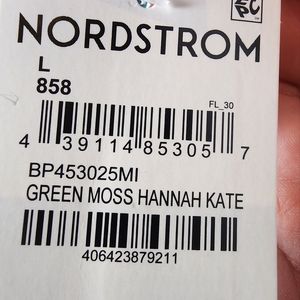 NORDSTROM
L
858
FL_30
4 39114 85305 7
BP453025MI
GREEN MOSS HANNAH KATE
406423879211